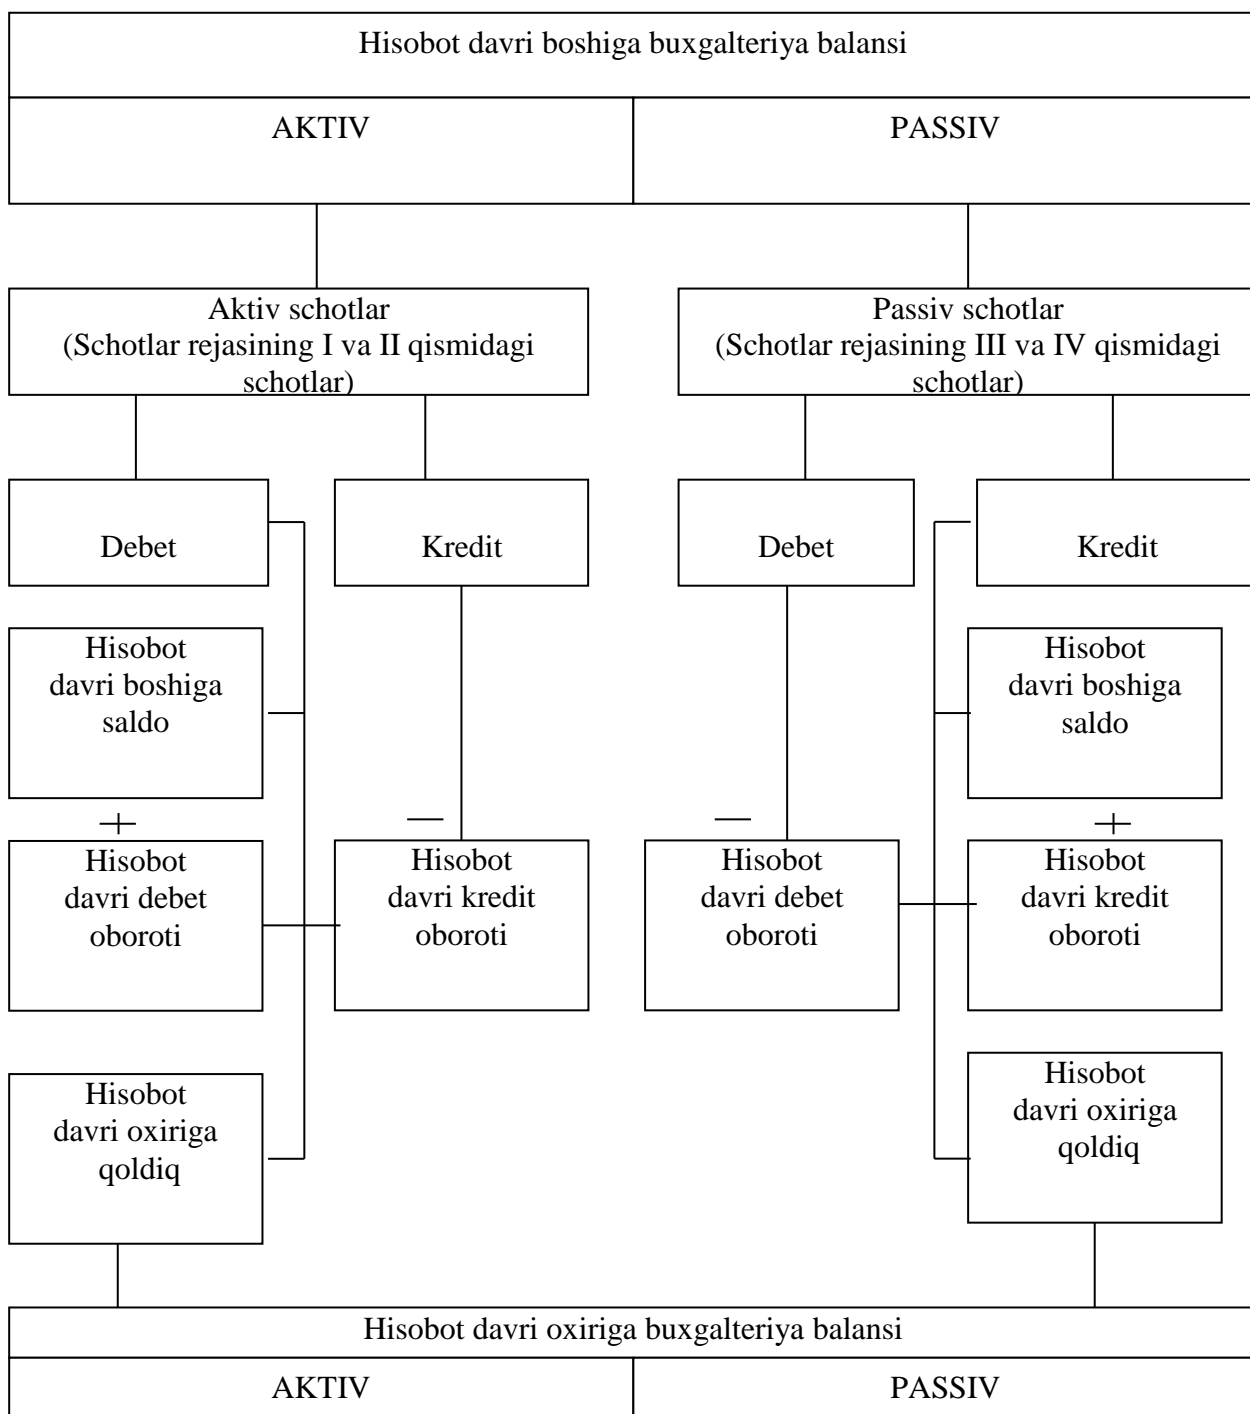 Hisobot davri boshiga buxgalteriya balansi
AKTIV
PASSIV
Aktiv schotlar
(Schotlar rejasining I va II qismidagi
schotlar)
Passiv schotlar
(Schotlar rejasining III va IV qismidagi
schotlar)
Debet
Kredit
Debet
Kredit
Hisobot
davri boshiga
saldo
Hisobot
davri boshiga
saldo
+
—
—
+
Hisobot
davri debet
oboroti
Hisobot
davri kredit
oboroti
Hisobot
davri debet
oboroti
Hisobot
davri kredit
oboroti
Hisobot
davri oxiriga
qoldiq
Hisobot
davri oxiriga
qoldiq
Hisobot davri oxiriga buxgalteriya balansi
AKTIV
PASSIV